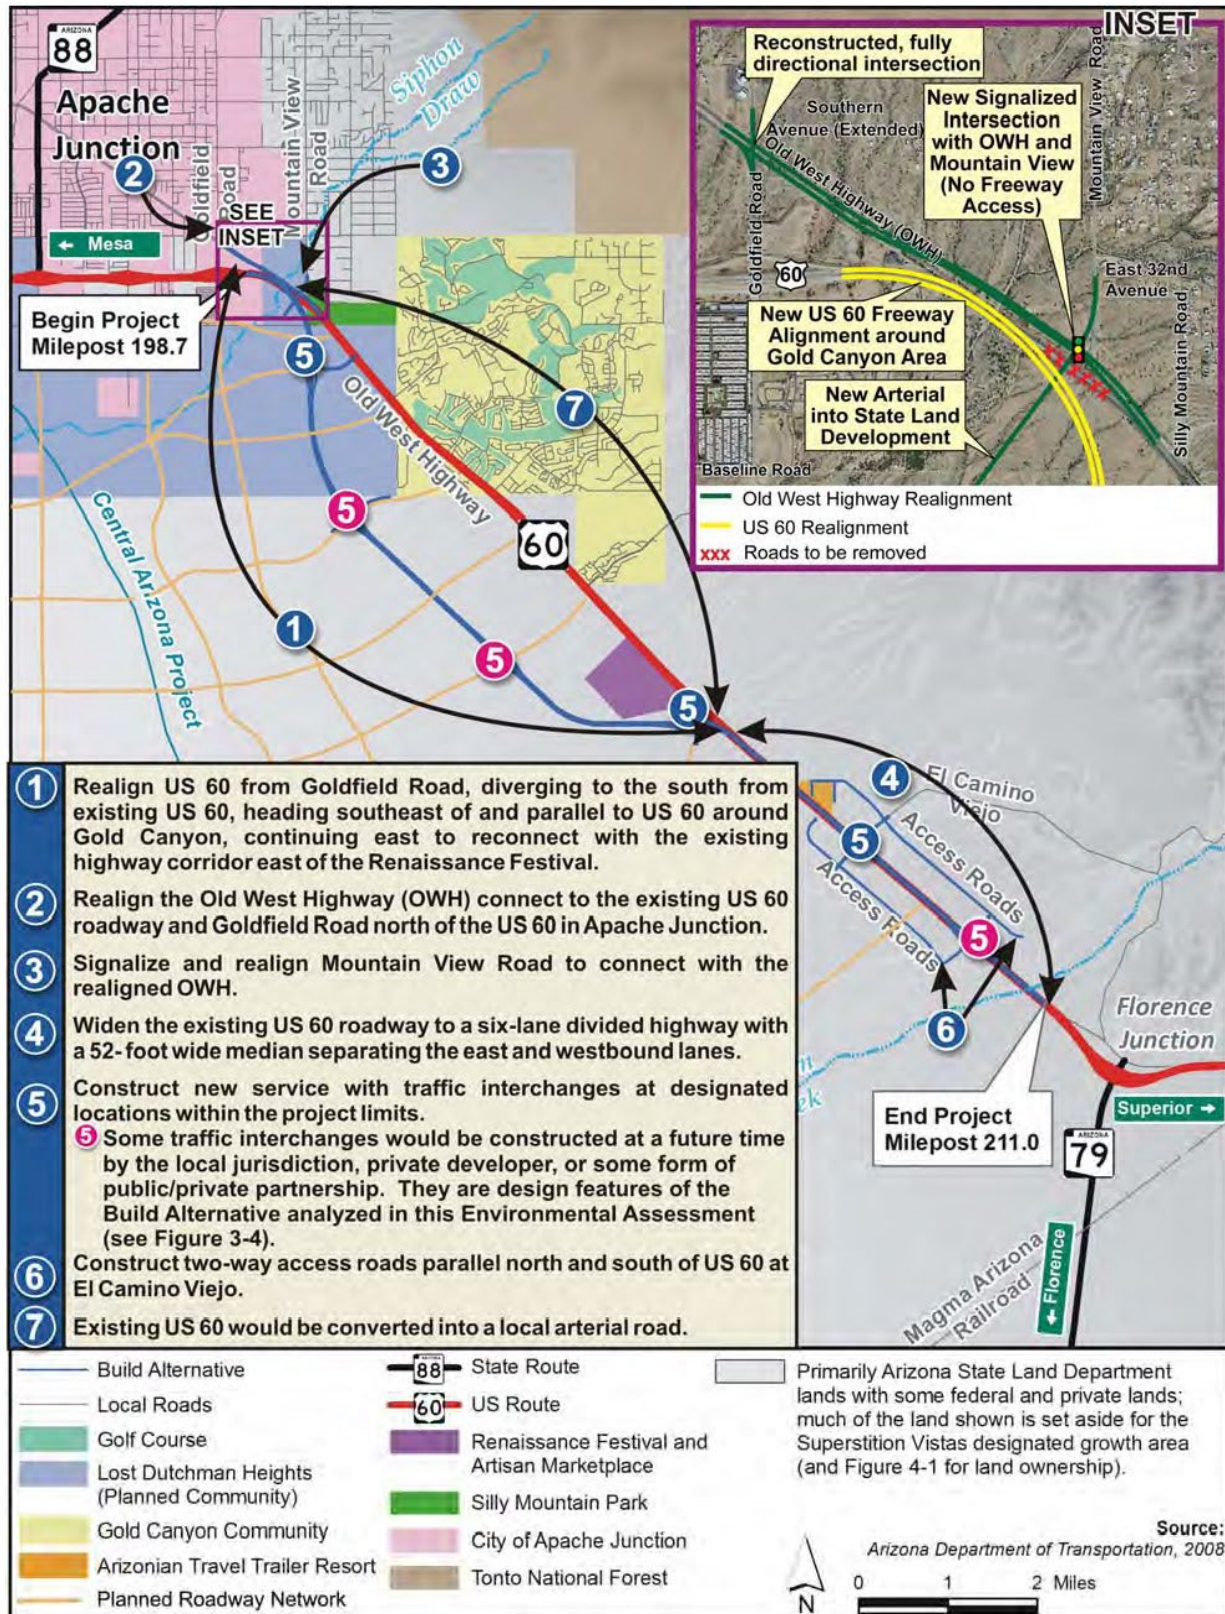 INSET
ARIZONA
88
Apache
Junction
2
Goldfield
Road
Mountain View
Road
Siphon
Draw
3
SEE
INSET
← Mesa
Begin Project
Milepost 198.7
5
7
Old West Highway
5
60
1
5
5
Central Arizona Project
Reconstructed, fully
directional intersection
Southern
Avenue (Extended)
New Signalized
Intersection
with OWH and
Mountain View
(No Freeway
Access)
Mountain View Road
Old West Highway (OWH)
Goldfield Road
60
East 32nd
Avenue
New US 60 Freeway
Alignment around
Gold Canyon Area
New Arterial
into State Land
Development
Silly Mountain Road
Baseline Road
Old West Highway Realignment
US 60 Realignment
xxx Roads to be removed
4
El Camino
Viejo
5
Access Roads
Access Roads
5
6
Florence
Junction
End Project
Milepost 211.0
Superior →
ARIZONA
79
← Florence
Magma Arizona
Railroad
1 Realign US 60 from Goldfield Road, diverging to the south from
existing US 60, heading southeast of and parallel to US 60 around
Gold Canyon, continuing east to reconnect with the existing
highway corridor east of the Renaissance Festival.
2 Realign the Old West Highway (OWH) connect to the existing US 60
roadway and Goldfield Road north of the US 60 in Apache Junction.
3 Signalize and realign Mountain View Road to connect with the
realigned OWH.
4 Widen the existing US 60 roadway to a six-lane divided highway with
a 52- foot wide median separating the east and westbound lanes.
5 Construct new service with traffic interchanges at designated
locations within the project limits.
5 Some traffic interchanges would be constructed at a future time
by the local jurisdiction, private developer, or some form of
public/private partnership. They are design features of the
Build Alternative analyzed in this Environmental Assessment
(see Figure 3-4).
6 Construct two-way access roads parallel north and south of US 60 at
El Camino Viejo.
7 Existing US 60 would be converted into a local arterial road.
Build Alternative
Local Roads
Golf Course
Lost Dutchman Heights
(Planned Community)
Gold Canyon Community
Arizonian Travel Trailer Resort
Planned Roadway Network
88 State Route
60 US Route
Renaissance Festival and
Artisan Marketplace
Silly Mountain Park
City of Apache Junction
Tonto National Forest
Primarily Arizona State Land Department
lands with some federal and private lands;
much of the land shown is set aside for the
Superstition Vistas designated growth area
(and Figure 4-1 for land ownership).
Source:
Arizona Department of Transportation, 2008
N
0 1 2 Miles